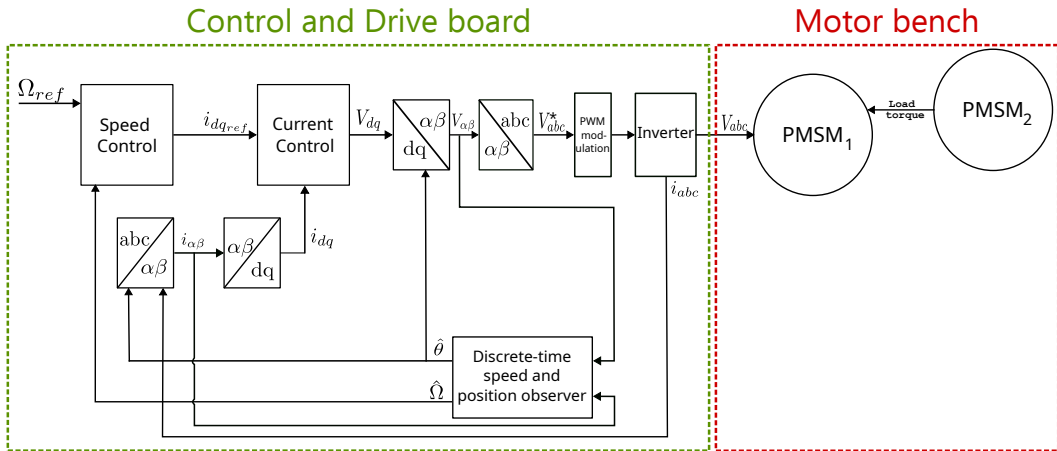 Control and Drive board
Motor bench
Ω_ref
Speed
Control
i_dq_ref
Current
Control
V_dq
αβ
dq
V_αβ
abc
αβ
V*_abc
PWM
mod-
ulation
Inverter
V_abc
PMSM_1
Load
torque
PMSM_2
i_abc
abc
αβ
i_αβ
αβ
dq
i_dq
θ̂
Ω̂
Discrete-time
speed and
position observer